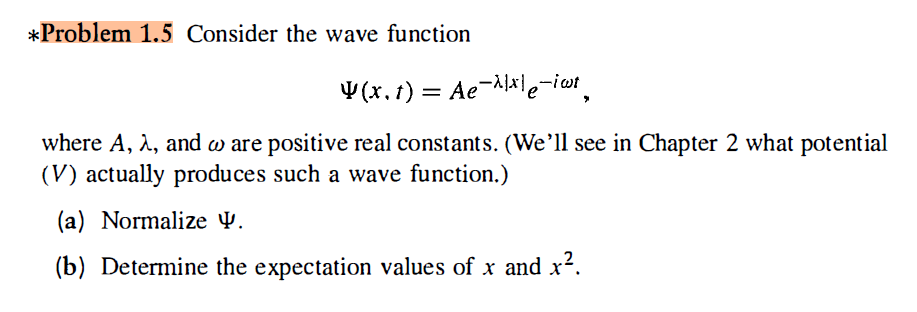 *Problem 1.5 Consider the wave function
Ψ(x, t) = Ae^{−λ|x|}e^{−iωt},
where A, λ, and ω are positive real constants. (We'll see in Chapter 2 what potential
(V) actually produces such a wave function.)
(a) Normalize Ψ.
(b) Determine the expectation values of x and x².